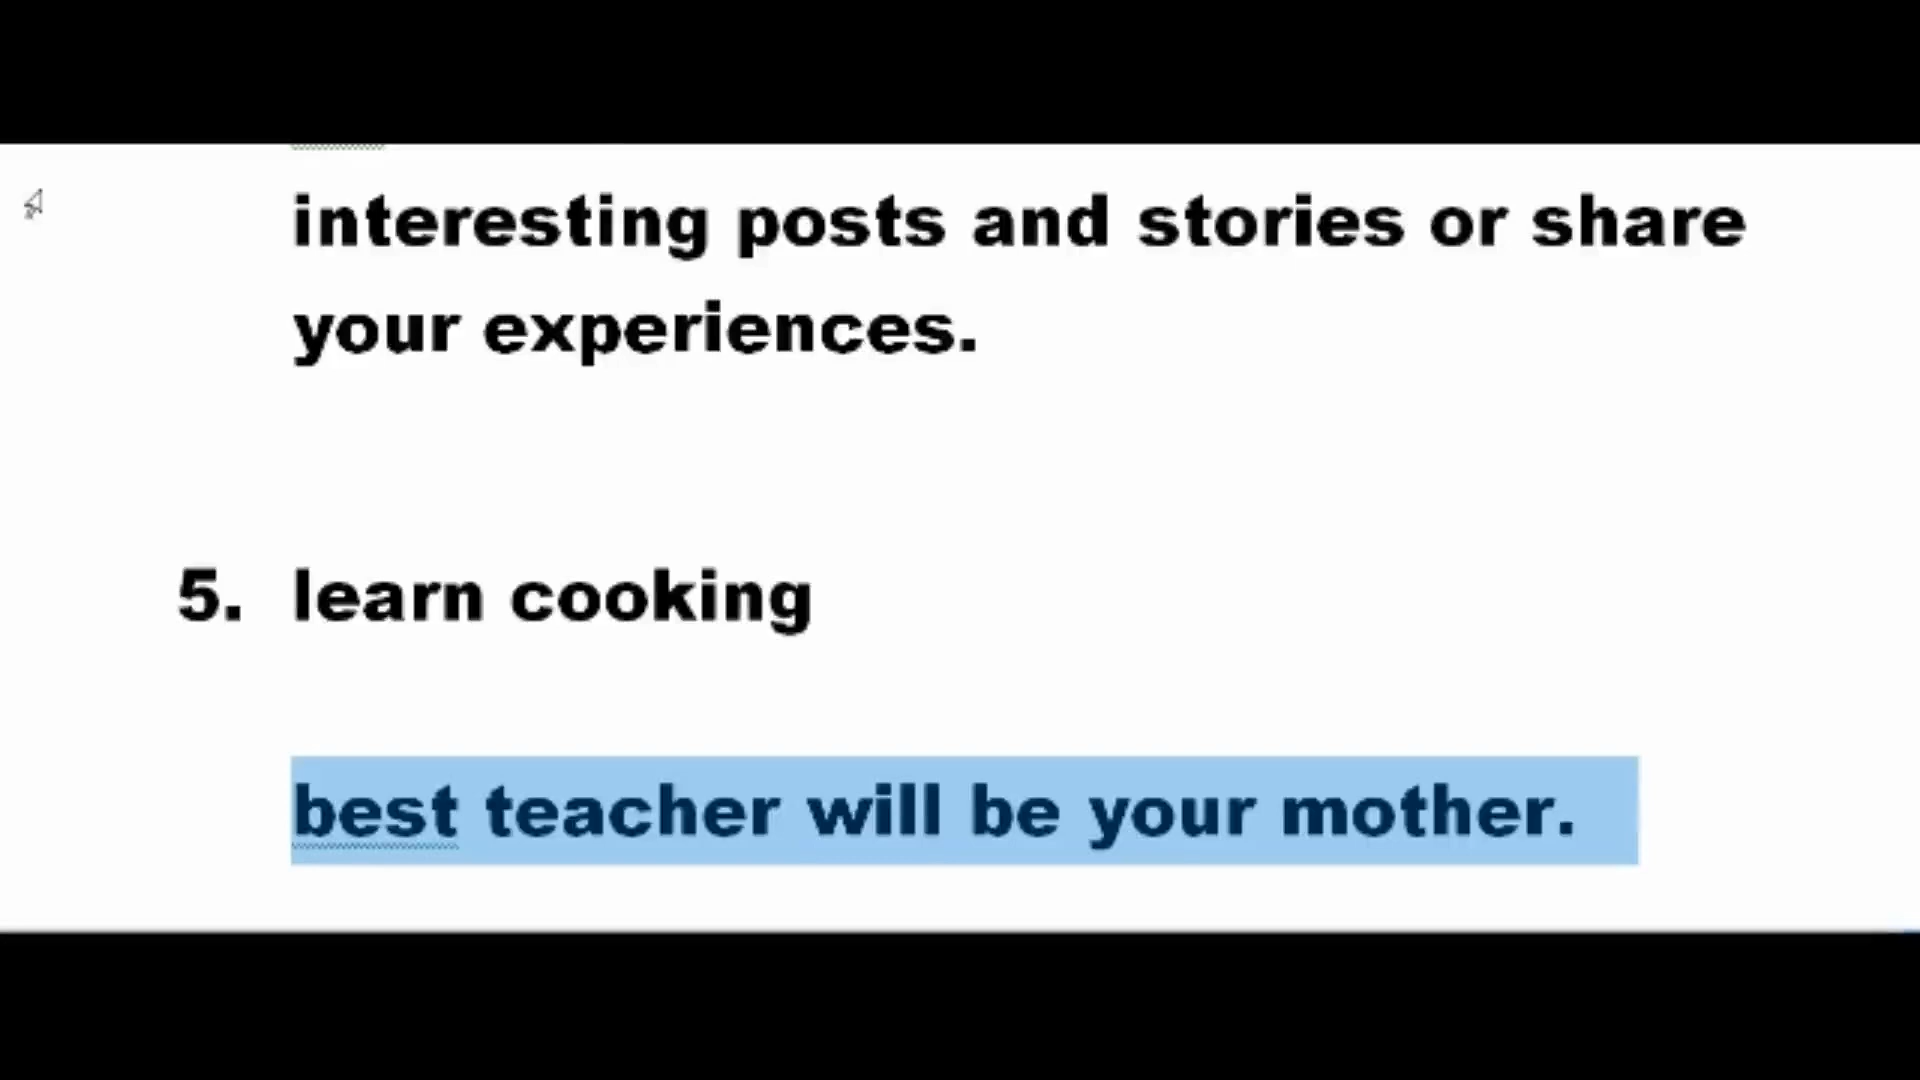 interesting posts and stories or share
your experiences.
5. learn cooking
best teacher will be your mother.